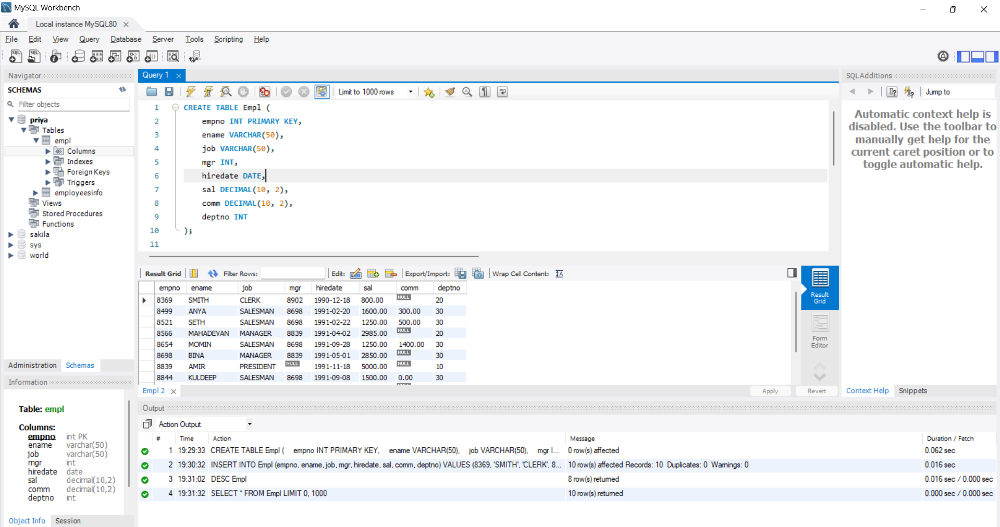 MySQL Workbench
Local instance MySQL80
File Edit View Query Database Server Tools Scripting Help
Navigator
SCHEMAS
Filter objects
priya
Tables
empl
Columns
Indexes
Foreign Keys
Triggers
employeesinfo
Views
Stored Procedures
Functions
sakila
sys
world
Administration Schemas
Information
Table: empl
Columns:
empno int PK
ename varchar(50)
job varchar(50)
mgr int
hiredate date
sal decimal(10,2)
comm decimal(10,2)
deptno int
Object Info Session
Query 1
Limit to 1000 rows
1 CREATE TABLE Empl (
2 empno INT PRIMARY KEY,
3 ename VARCHAR(50),
4 job VARCHAR(50),
5 mgr INT,
6 hiredate DATE,
7 sal DECIMAL(10, 2),
8 comm DECIMAL(10, 2),
9 deptno INT
10 );
11
Result Grid Filter Rows: Edit: Export/Import: Wrap Cell Content:
empno ename job mgr hiredate sal comm deptno
8369 SMITH CLERK 8902 1990-12-18 800.00 NULL 20
8499 ANYA SALESMAN 8698 1991-02-20 1600.00 300.00 30
8521 SETH SALESMAN 8698 1991-02-22 1250.00 500.00 30
8566 MAHADEVAN MANAGER 8839 1991-04-02 2985.00 NULL 20
8654 MOMIN SALESMAN 8698 1991-09-28 1250.00 1400.00 30
8698 BINA MANAGER 8839 1991-05-01 2850.00 NULL 30
8839 AMIR PRESIDENT NULL 1991-11-18 5000.00 NULL 10
8844 KULDEEP SALESMAN 8698 1991-09-08 1500.00 0.00 30
Result
Grid
Form
Editor
Empl 2
Apply Revert
SQLAdditions
Jump to
Automatic context help is
disabled. Use the toolbar to
manually get help for the
current caret position or to
toggle automatic help.
Context Help Snippets
Output
Action Output
# Time Action Message Duration / Fetch
1 19:29:33 CREATE TABLE Empl ( empno INT PRIMARY KEY, ename VARCHAR(50), job VARCHAR(50), mgr I... 0 row(s) affected 0.062 sec
2 19:30:32 INSERT INTO Empl (empno, ename, job, mgr, hiredate, sal, comm, deptno) VALUES (8369, 'SMITH', 'CLERK', 8... 10 row(s) affected Records: 10 Duplicates: 0 Warnings: 0 0.016 sec
3 19:31:02 DESC Empl 8 row(s) returned 0.016 sec / 0.000 sec
4 19:31:32 SELECT * FROM Empl LIMIT 0, 1000 10 row(s) returned 0.000 sec / 0.000 sec